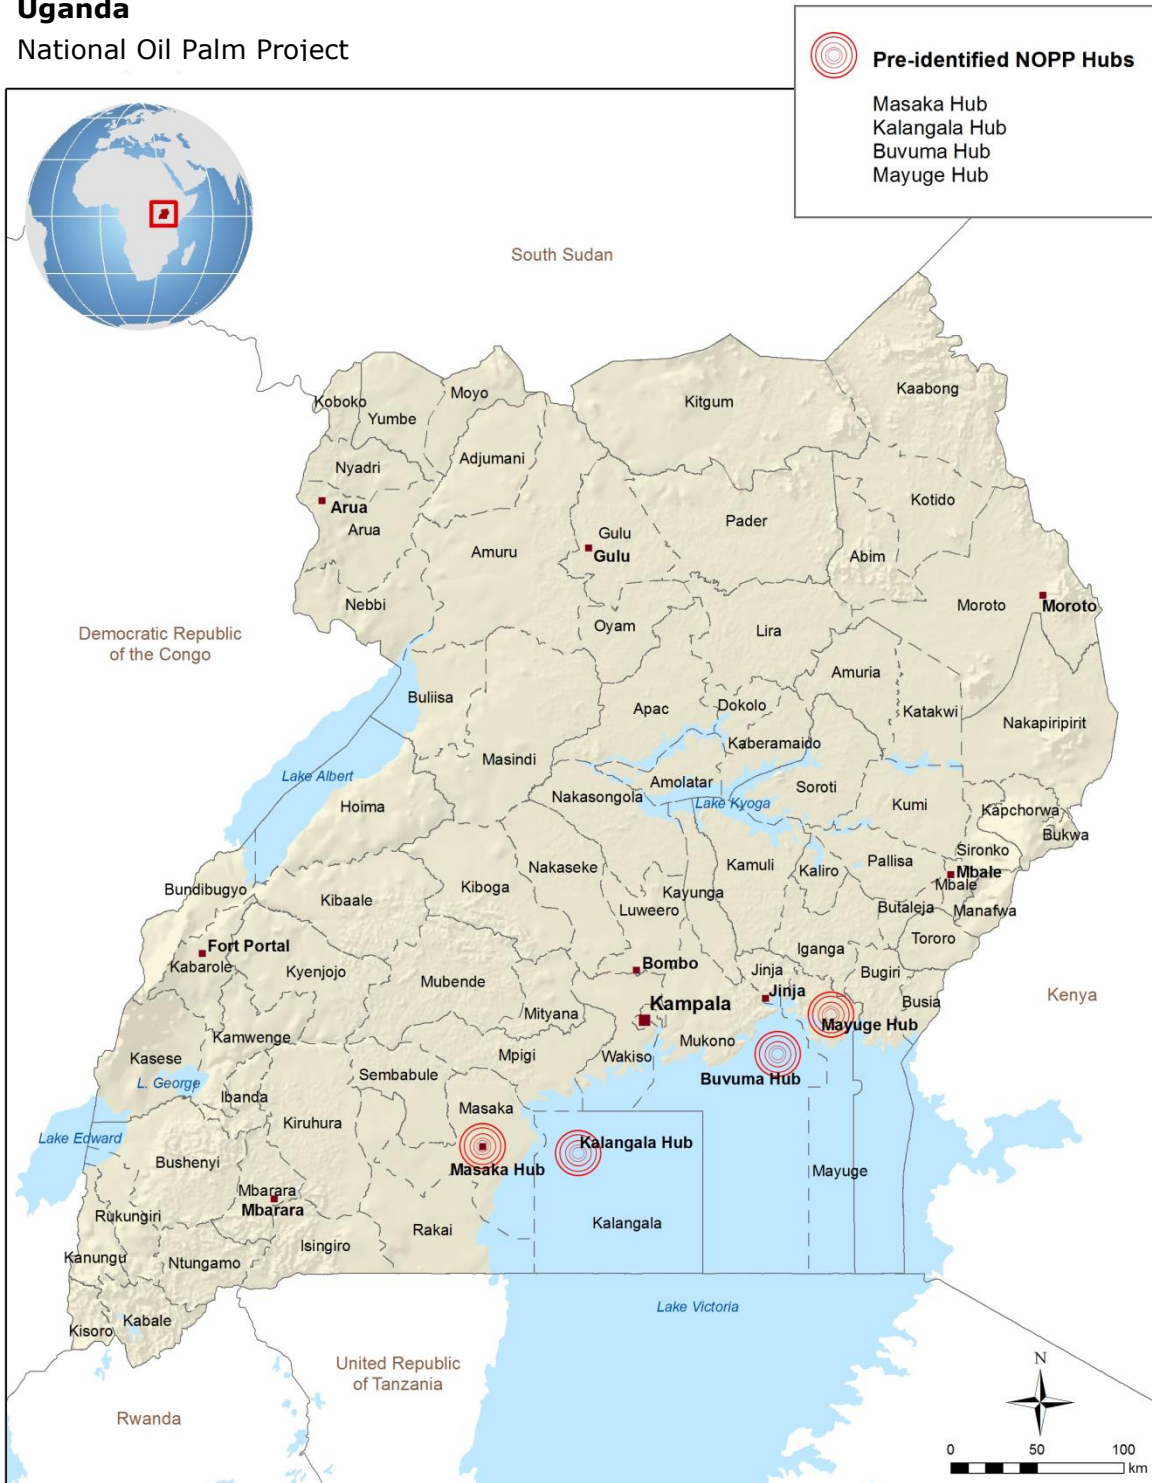 Uganda
National Oil Palm Project
Pre-identified NOPP Hubs
Masaka Hub
Kalangala Hub
Buvuma Hub
Mayuge Hub
South Sudan
Kaabong
Moyo
Koboko
Kitgum
Yumbe
Adjumani
Nyadri
Kotido
Arua
Arua
Pader
Gulu
Gulu
Amuru
Abim
Nebbi
Moroto
Moroto
Oyam
Lira
Democratic Republic
of the Congo
Amuria
Buliisa
Apac
Dokolo
Katakwi
Nakapiripirit
Kaberamaido
Masindi
Lake Albert
Amolatar
Soroti
Nakasongola
Lake Kyoga
Kumi
Hoima
Kapchorwa
Bukwa
Sironko
Pallisa
Nakaseke
Kamuli
Kaliro
Mbale
Mbale
Bundibugyo
Kiboga
Kayunga
Kibaale
Luweero
Butaleja
Manafwa
Tororo
Fort Portal
Iganga
Kabarole
Kyenjojo
Bombo
Jinja
Bugiri
Mubende
Jinja
Kenya
Kampala
Busia
Mityana
Mayuge Hub
Kamwenge
Mukono
Kasese
Mpigi
Wakiso
Sembabule
Buvuma Hub
L. George
Ibanda
Masaka
Kiruhura
Lake Edward
Kalangala Hub
Bushenyi
Masaka Hub
Mayuge
Mbarara
Mbarara
Rukungiri
Kalangala
Rakai
Isingiro
Kanungu
Ntungamo
Lake Victoria
Kabale
Kisoro
United Republic
of Tanzania
N
Rwanda
0 50 100
km